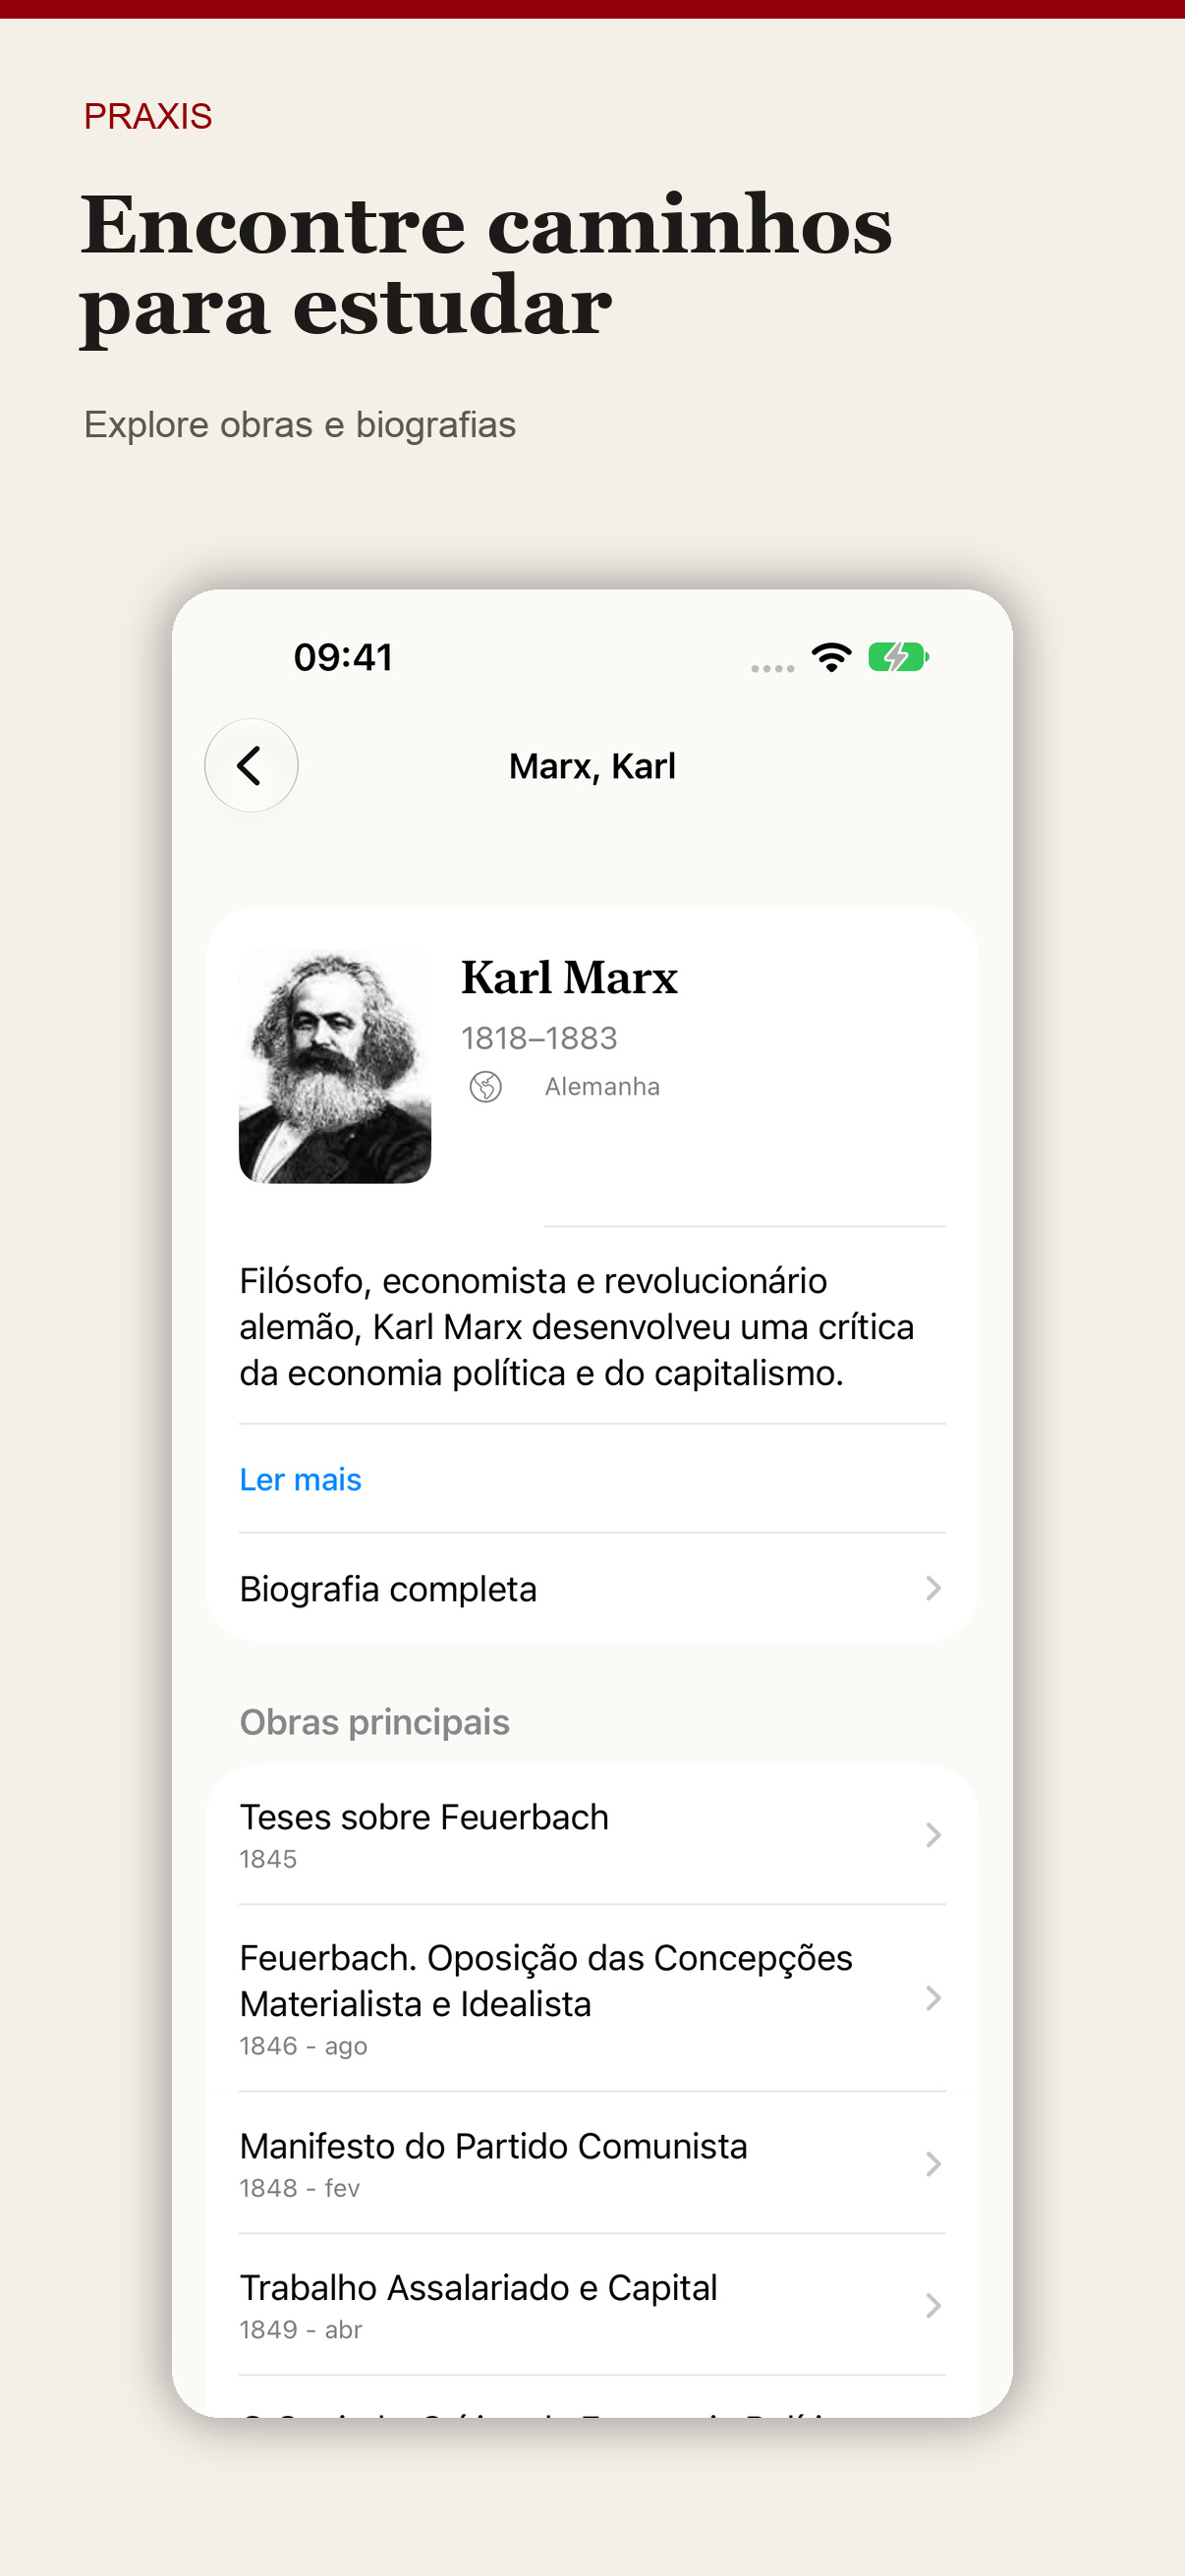 PRAXIS
Encontre caminhos
para estudar
Explore obras e biografias
09:41
Marx, Karl
Karl Marx
1818–1883
Alemanha
Filósofo, economista e revolucionário
alemão, Karl Marx desenvolveu uma crítica
da economia política e do capitalismo.
Ler mais
Biografia completa
Obras principais
Teses sobre Feuerbach
1845
Feuerbach. Oposição das Concepções
Materialista e Idealista
1846 - ago
Manifesto do Partido Comunista
1848 - fev
Trabalho Assalariado e Capital
1849 - abr